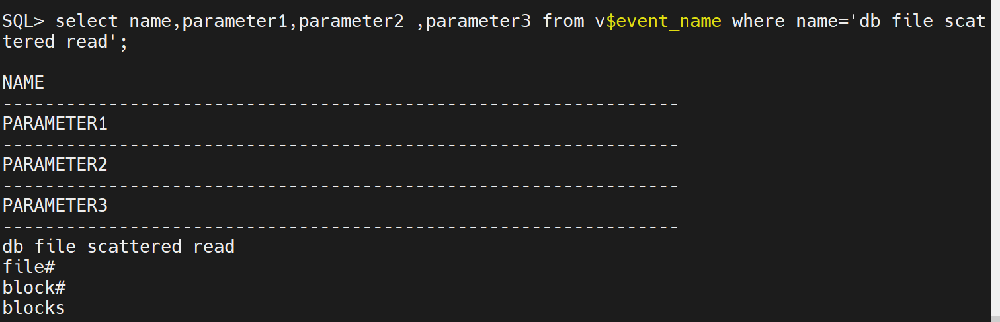 SQL> select name,parameter1,parameter2 ,parameter3 from v$event_name where name='db file scat
tered read';
NAME
----------------------------------------------------------------
PARAMETER1
----------------------------------------------------------------
PARAMETER2
----------------------------------------------------------------
PARAMETER3
----------------------------------------------------------------
db file scattered read
file#
block#
blocks